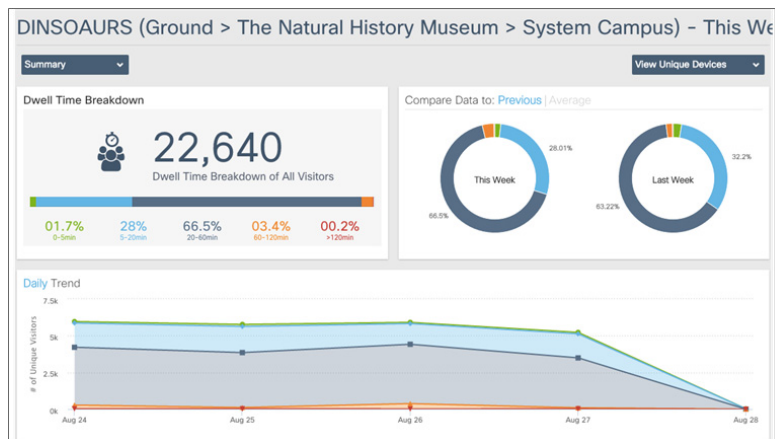 DINSOAURS (Ground > The Natural History Museum > System Campus) - This We
Summary
View Unique Devices
Dwell Time Breakdown
22,640
Dwell Time Breakdown of All Visitors
01.7% 28% 66.5% 03.4% 00.2%
0-5min 5-20min 20-60min 60-120min >120min
Compare Data to: Previous | Average
28.01%
This Week
66.5%
32.2%
Last Week
63.22%
Daily Trend
7.5k
5k
2.5k
0k
# of Unique Visitors
Aug 24 Aug 25 Aug 26 Aug 27 Aug 28